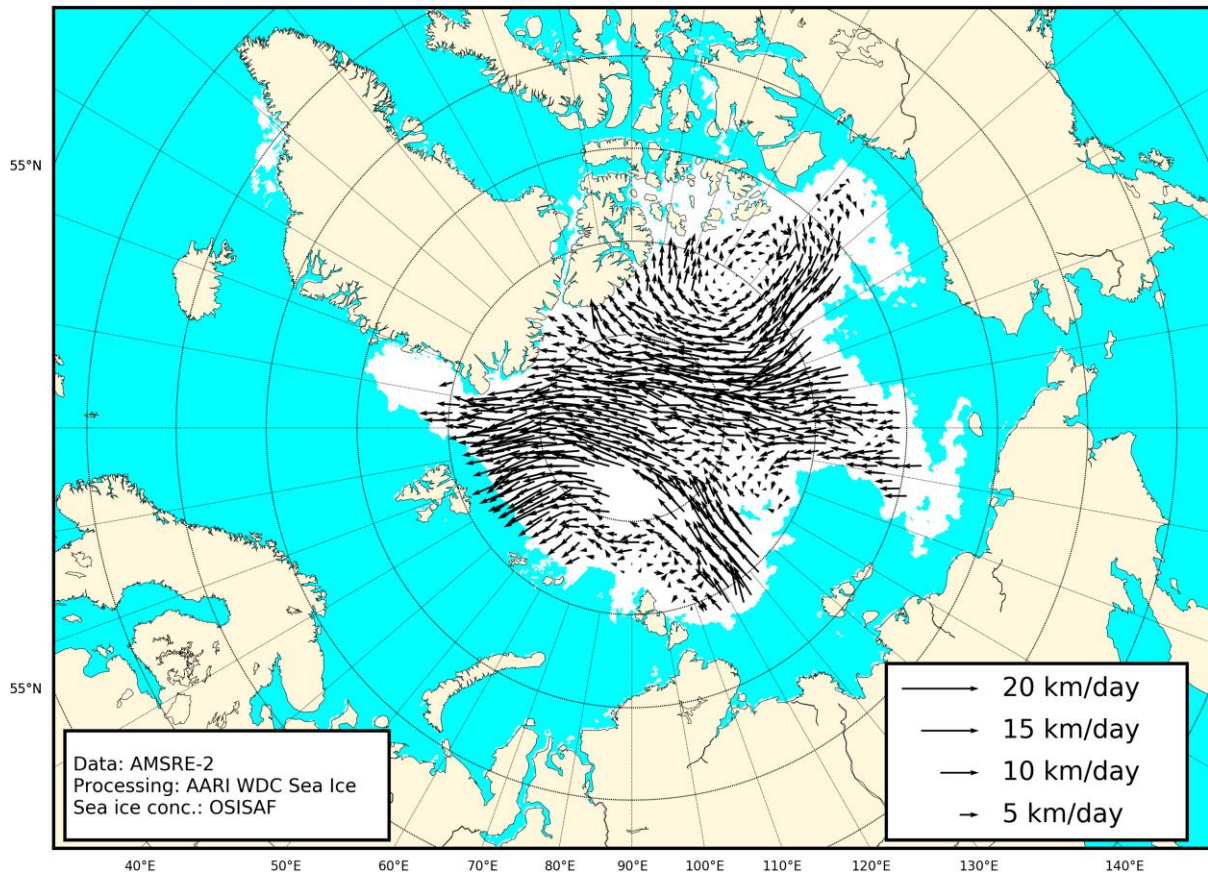 55°N
55°N
20 km/day
15 km/day
10 km/day
5 km/day
Data: AMSRE-2
Processing: AARI WDC Sea Ice
Sea ice conc.: OSISAF
40°E 50°E 60°E 70°E 80°E 90°E 100°E 110°E 120°E 130°E 140°E